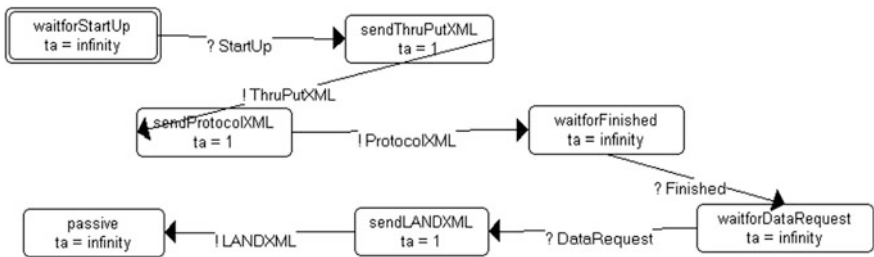 waitforStartUp
ta = infinity
? StartUp
sendThruPutXML
ta = 1
! ThruPutXML
sendProtocolXML
ta = 1
! ProtocolXML
waitforFinished
ta = infinity
? Finished
waitforDataRequest
ta = infinity
? DataRequest
sendLANDXML
ta = 1
! LANDXML
passive
ta = infinity